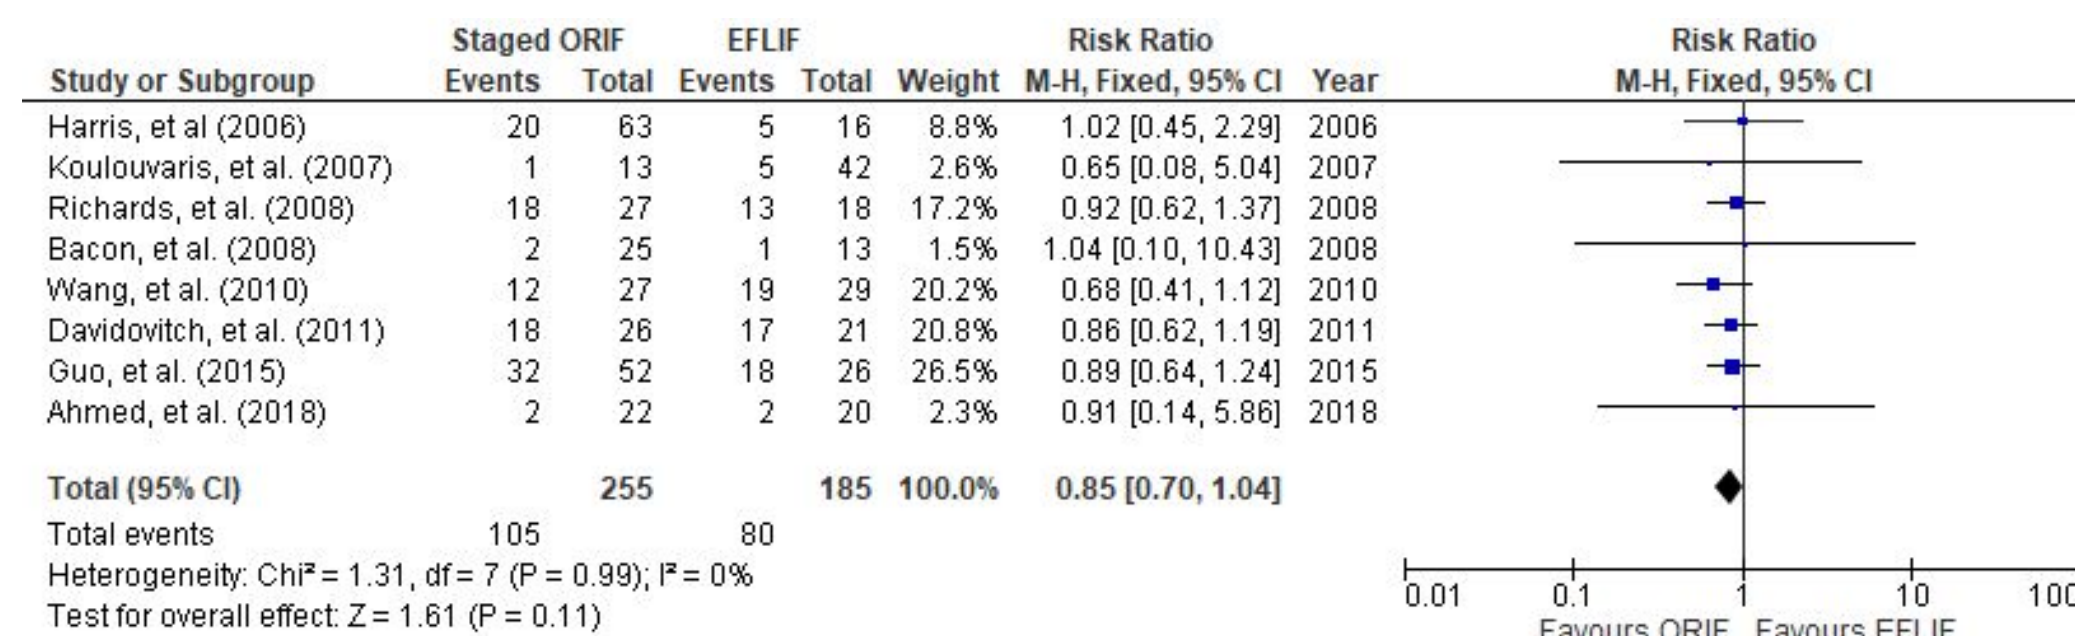 Staged ORIF EFLIF Risk Ratio Risk Ratio
Study or Subgroup Events Total Events Total Weight M-H, Fixed, 95% CI Year M-H, Fixed, 95% CI
Harris, et al (2006) 20 63 5 16 8.8% 1.02 [0.45, 2.29] 2006
Koulouvaris, et al. (2007) 1 13 5 42 2.6% 0.65 [0.08, 5.04] 2007
Richards, et al. (2008) 18 27 13 18 17.2% 0.92 [0.62, 1.37] 2008
Bacon, et al. (2008) 2 25 1 13 1.5% 1.04 [0.10, 10.43] 2008
Wang, et al. (2010) 12 27 19 29 20.2% 0.68 [0.41, 1.12] 2010
Davidovitch, et al. (2011) 18 26 17 21 20.8% 0.86 [0.62, 1.19] 2011
Guo, et al. (2015) 32 52 18 26 26.5% 0.89 [0.64, 1.24] 2015
Ahmed, et al. (2018) 2 22 2 20 2.3% 0.91 [0.14, 5.86] 2018
Total (95% CI) 255 185 100.0% 0.85 [0.70, 1.04]
Total events 105 80
Heterogeneity: Chi² = 1.31, df = 7 (P = 0.99); I² = 0%
Test for overall effect: Z = 1.61 (P = 0.11)
0.01 0.1 1 10 100
Favours ORIF Favours EFLIF